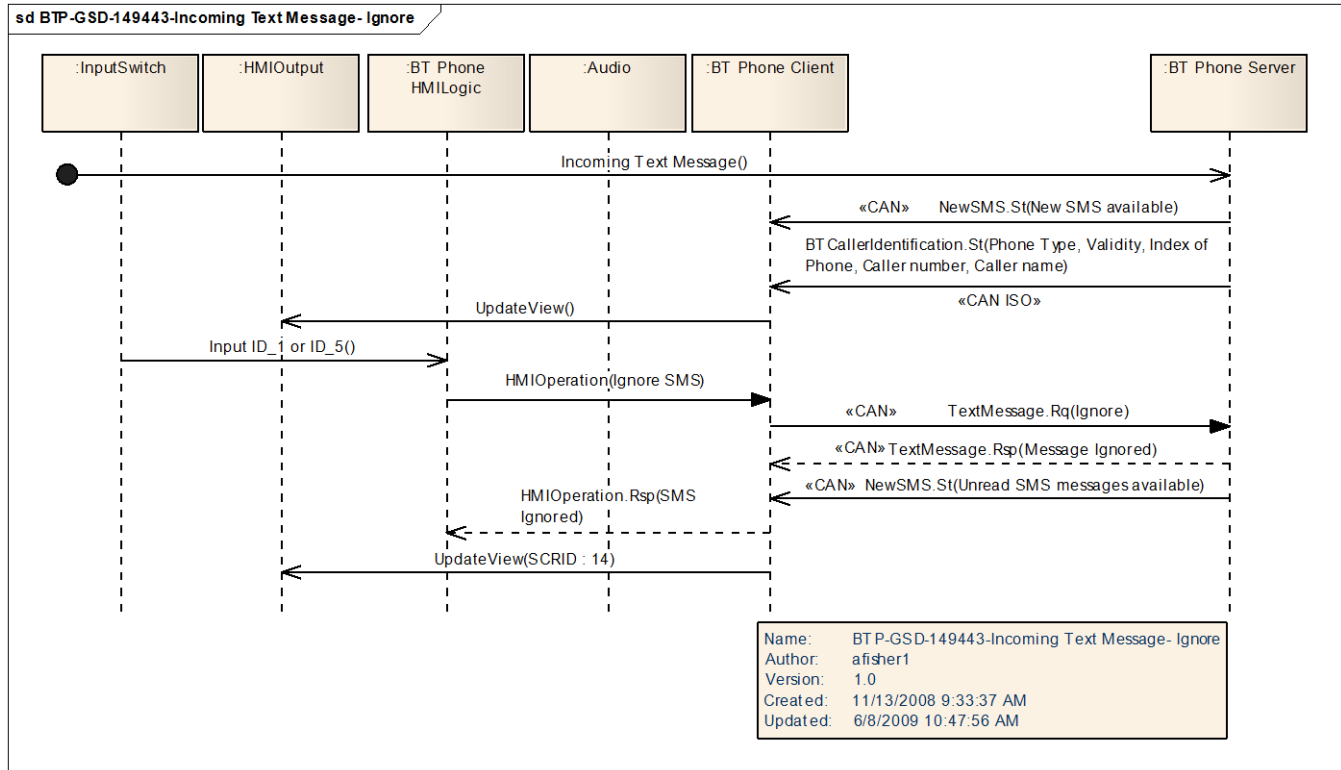 sd BTP-GSD-149443-Incoming Text Message- Ignore
:InputSwitch
:HMIOutput
:BT Phone
HMILogic
:Audio
:BT Phone Client
:BT Phone Server
Incoming Text Message()
«CAN» NewSMS.St(New SMS available)
BTCallerIdentification.St(Phone Type, Validity, Index of
Phone, Caller number, Caller name)
«CAN ISO»
UpdateView()
Input ID_1 or ID_5()
HMIOperation(Ignore SMS)
«CAN» TextMessage.Rq(Ignore)
«CAN» TextMessage.Rsp(Message Ignored)
«CAN» NewSMS.St(Unread SMS messages available)
HMIOperation.Rsp(SMS
Ignored)
UpdateView(SCRID : 14)
Name: BTP-GSD-149443-Incoming Text Message- Ignore
Author: afisher1
Version: 1.0
Created: 11/13/2008 9:33:37 AM
Updated: 6/8/2009 10:47:56 AM